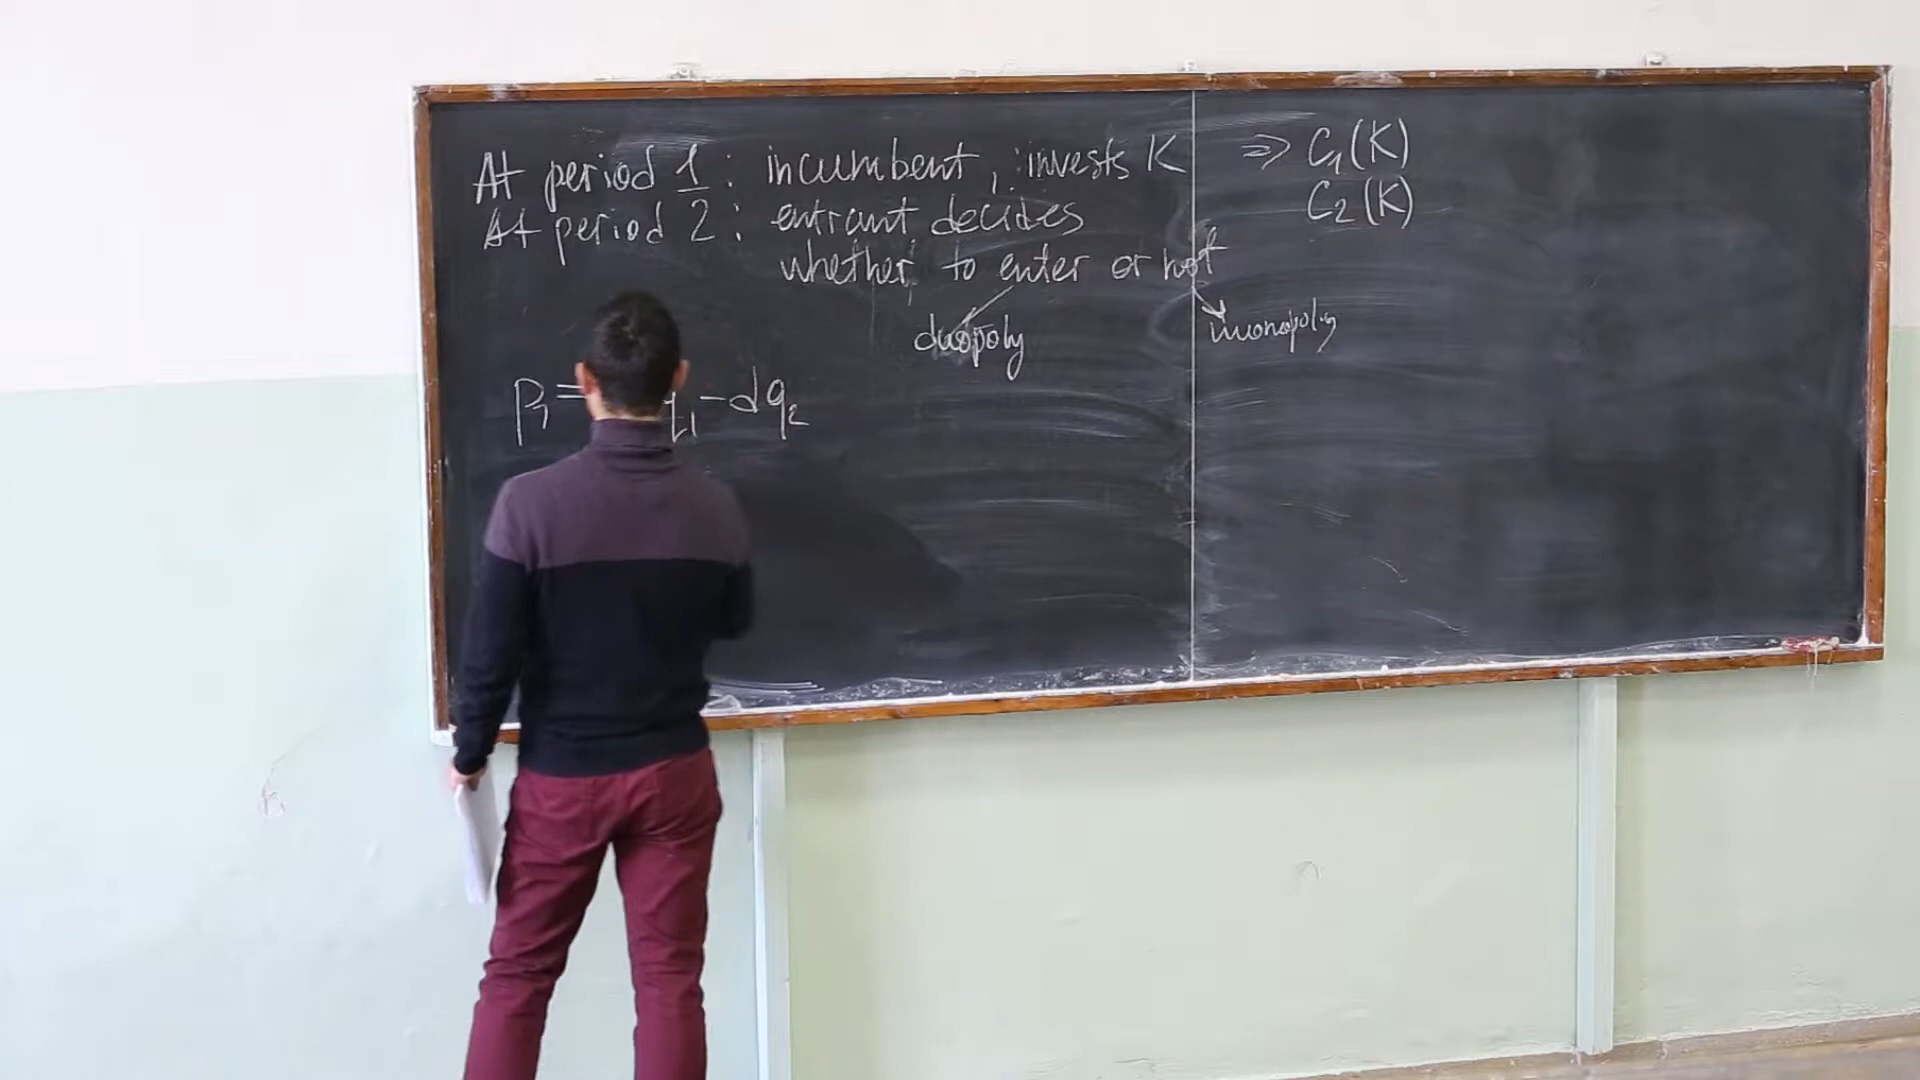 At period 1 : incumbent, invests K ⇒ C₁(K)
At period 2 : entrant decides C₂(K)
whether to enter or not
duopoly monopoly
p₁ = q₁ - dq₂